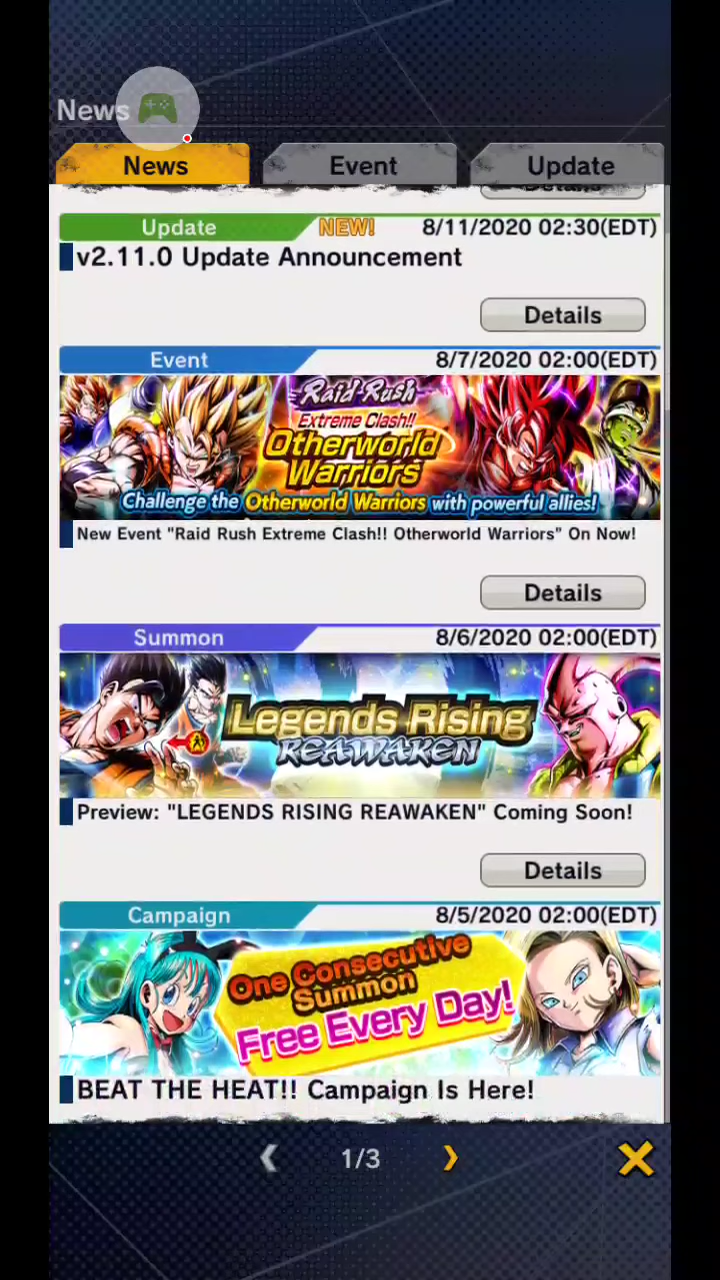 News
News
Event
Update
Details
Update
NEW!
8/11/2020 02:30(EDT)
v2.11.0 Update Announcement
Details
Event
8/7/2020 02:00(EDT)
Raid Rush
Extreme Clash!!
Otherworld
Warriors
Challenge the Otherworld Warriors with powerful allies!
New Event "Raid Rush Extreme Clash!! Otherworld Warriors" On Now!
Details
Summon
8/6/2020 02:00(EDT)
Legends Rising
REAWAKEN
Preview: "LEGENDS RISING REAWAKEN" Coming Soon!
Details
Campaign
8/5/2020 02:00(EDT)
One Consecutive
Summon
Free Every Day!
BEAT THE HEAT!! Campaign Is Here!
1/3